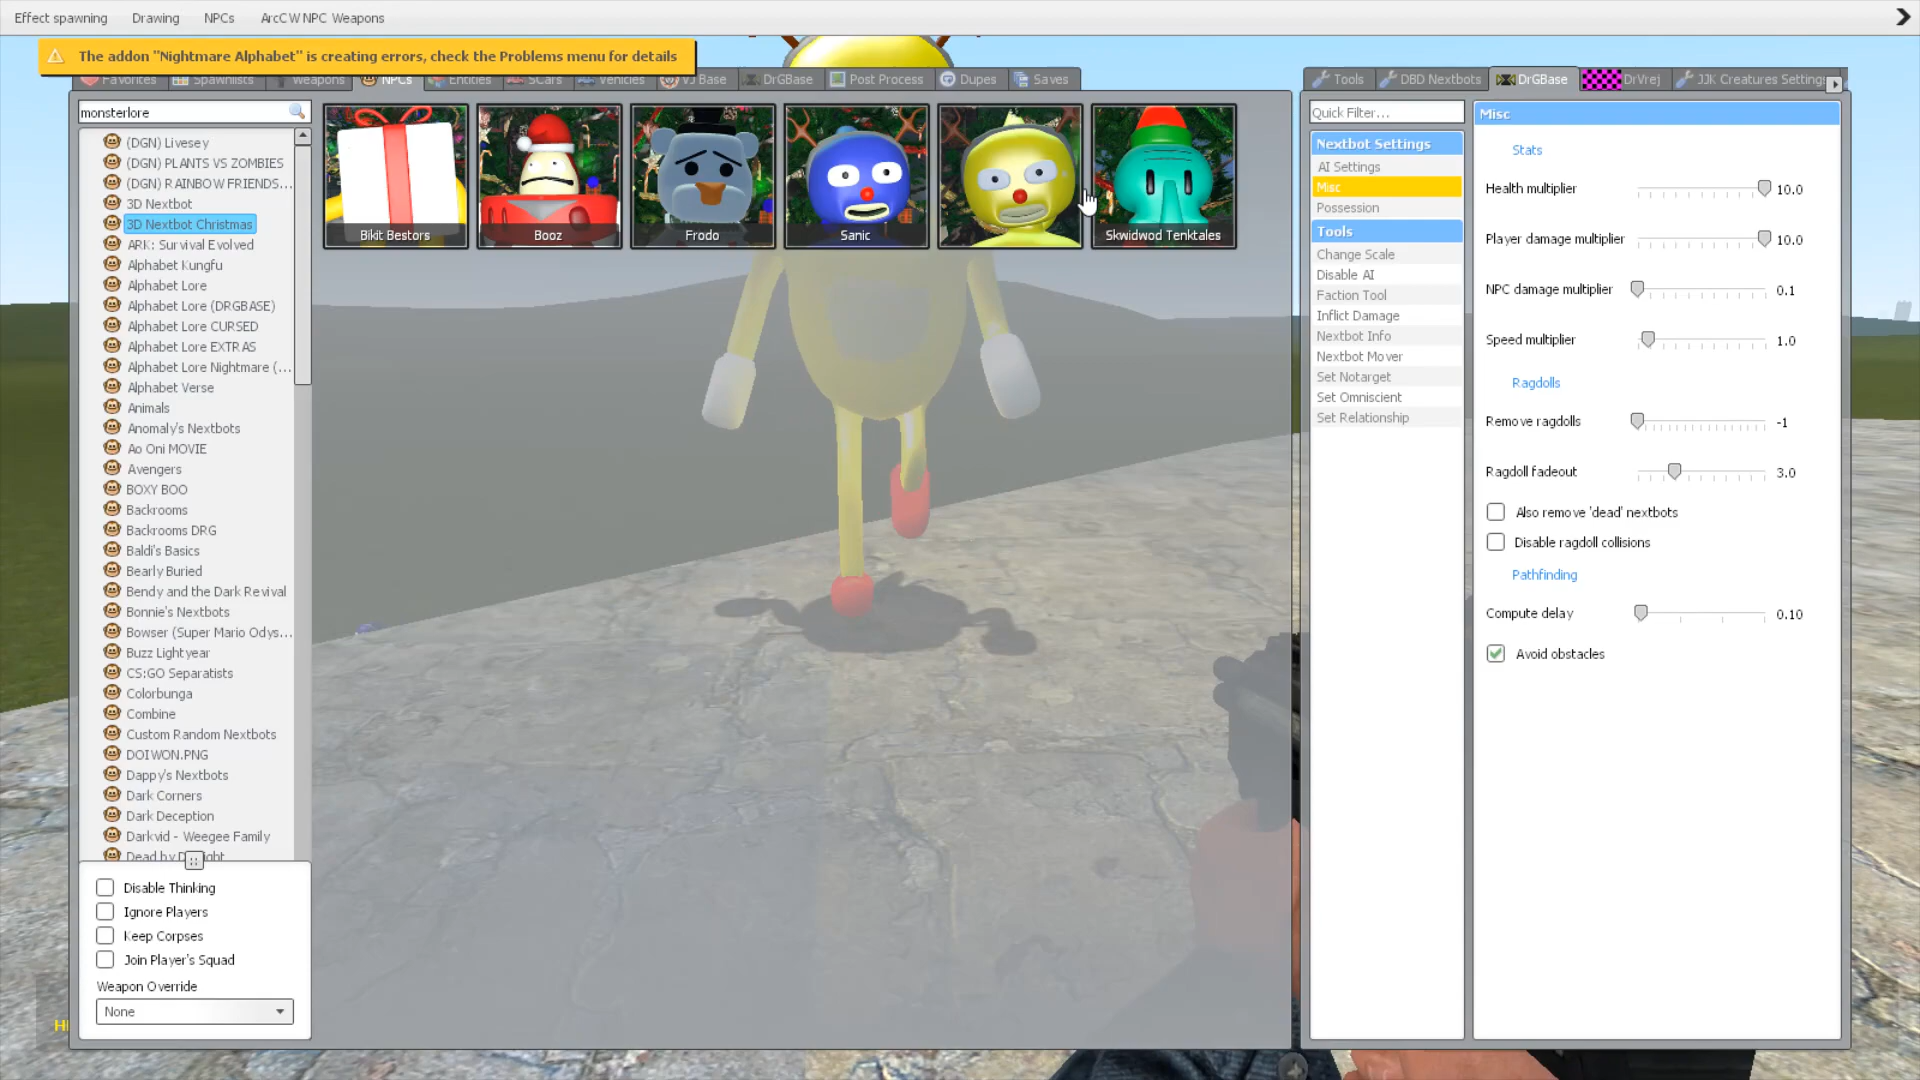 Effect spawning Drawing NPCs ArcCW NPC Weapons
The addon "Nightmare Alphabet" is creating errors, check the Problems menu for details
Favorites Spawnlists Weapons NPCs Entities SCars Vehicles VJ Base DrGBase Post Process Dupes Saves
monsterlore
(DGN) Livesey
(DGN) PLANTS VS ZOMBIES
(DGN) RAINBOW FRIENDS...
3D Nextbot
3D Nextbot Christmas
ARK: Survival Evolved
Alphabet Kungfu
Alphabet Lore
Alphabet Lore (DRGBASE)
Alphabet Lore CURSED
Alphabet Lore EXTRAS
Alphabet Lore Nightmare (...
Alphabet Verse
Animals
Anomaly's Nextbots
Ao Oni MOVIE
Avengers
BOXY BOO
Backrooms
Backrooms DRG
Baldi's Basics
Bearly Buried
Bendy and the Dark Revival
Bonnie's Nextbots
Bowser (Super Mario Odys...
Buzz Lightyear
CS:GO Separatists
Colorbunga
Combine
Custom Random Nextbots
DOIWON.PNG
Dappy's Nextbots
Dark Corners
Dark Deception
Darkvid - Weegee Family
Disable Thinking
Ignore Players
Keep Corpses
Join Player's Squad
Weapon Override
None
Bikit Bestors Booz Frodo Sanic Skwidwod Tenktales
Tools DBD Nextbots DrGBase DrVrej JJK Creatures Settings
Quick Filter...
Nextbot Settings
AI Settings
Misc
Possession
Tools
Change Scale
Disable AI
Faction Tool
Inflict Damage
Nextbot Info
Nextbot Mover
Set Notarget
Set Omniscient
Set Relationship
Misc
Stats
Health multiplier 10.0
Player damage multiplier 10.0
NPC damage multiplier 0.1
Speed multiplier 1.0
Ragdolls
Remove ragdolls -1
Ragdoll fadeout 3.0
Also remove 'dead' nextbots
Disable ragdoll collisions
Pathfinding
Compute delay 0.10
Avoid obstacles